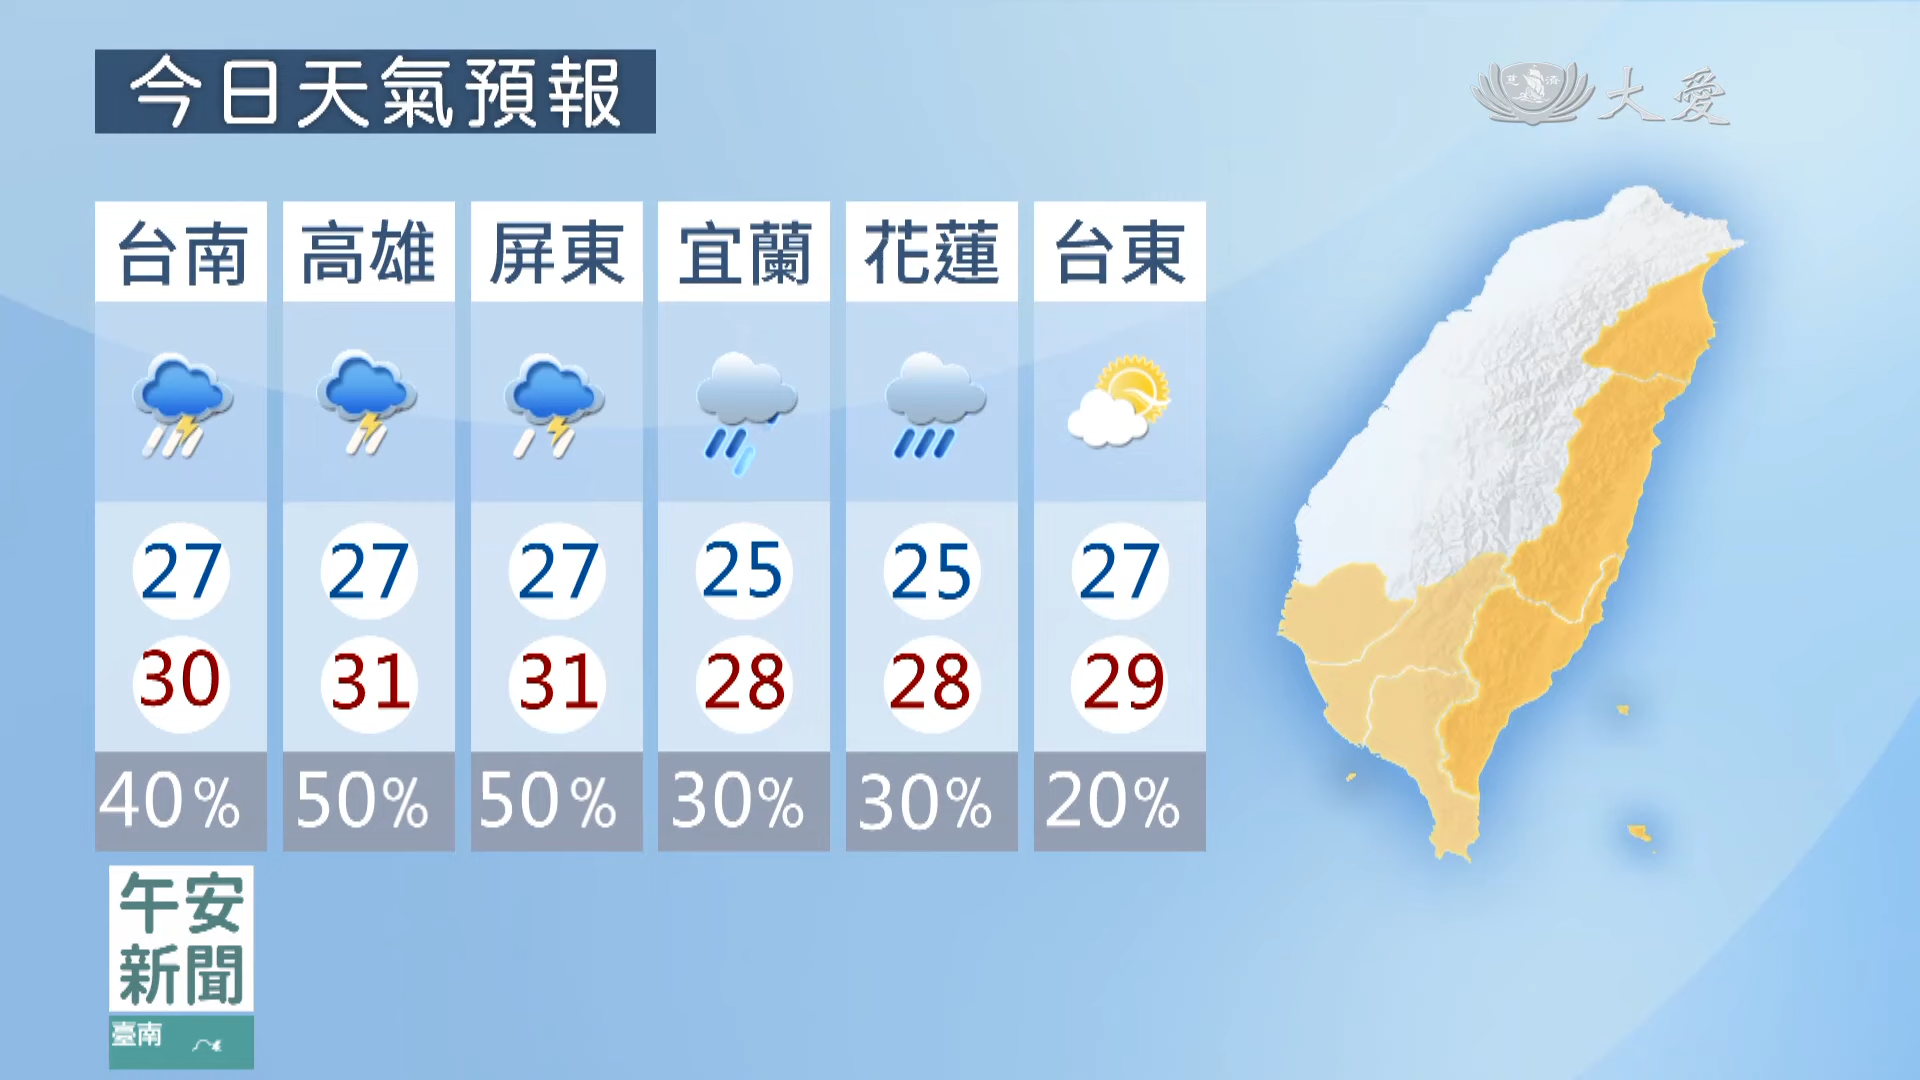 今日天氣預報
大愛
台南 高雄 屏東 宜蘭 花蓮 台東
27 27 27 25 25 27
30 31 31 28 28 29
40% 50% 50% 30% 30% 20%
午安
新聞
臺南